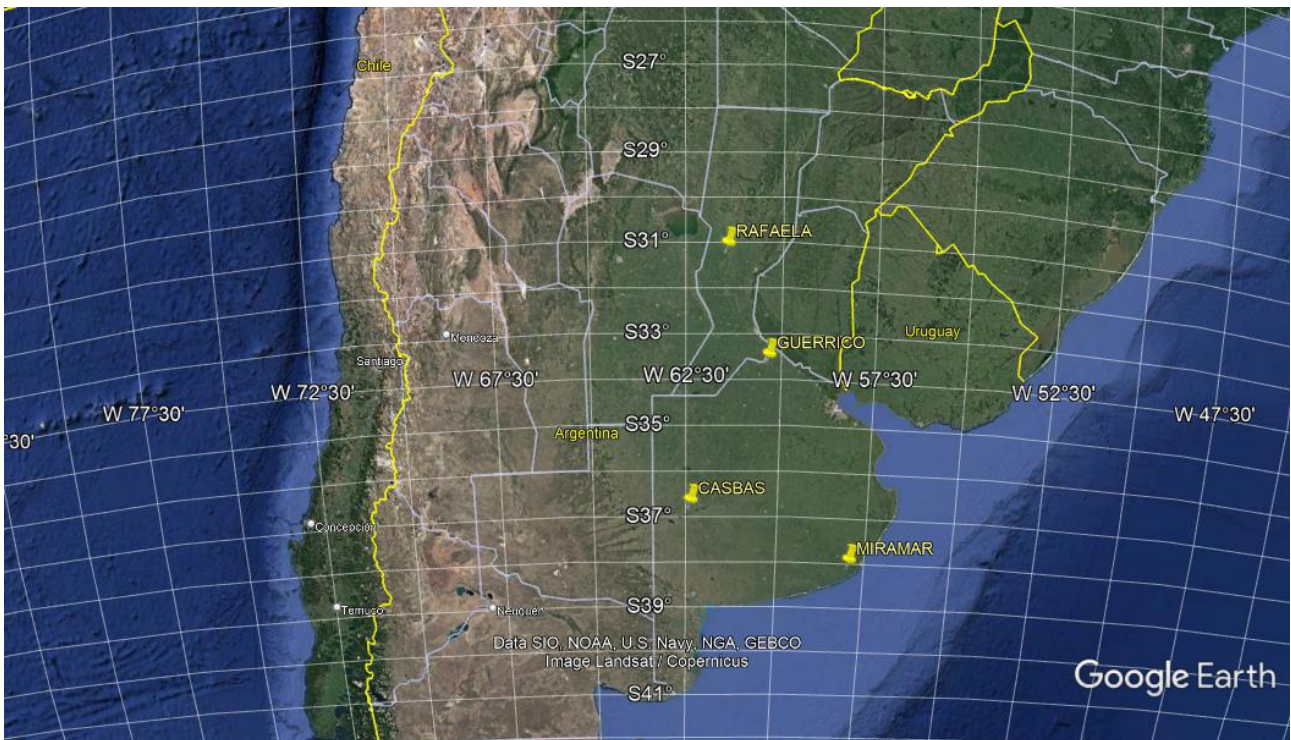 Chile
S27°
S29°
RAFAELA
S31°
S33°
Mendoza
Uruguay
GUERRICO
Santiago
W 62°30'
W 67°30'
W 57°30'
W 72°30'
W 52°30'
W 77°30'
W 47°30'
S35°
30'
Argentina
CASBAS
S37°
Concepción
MIRAMAR
S39°
Temuco
Neuquen
Data SIO, NOAA, U.S. Navy, NGA, GEBCO
Image Landsat / Copernicus
Google Earth
S41°